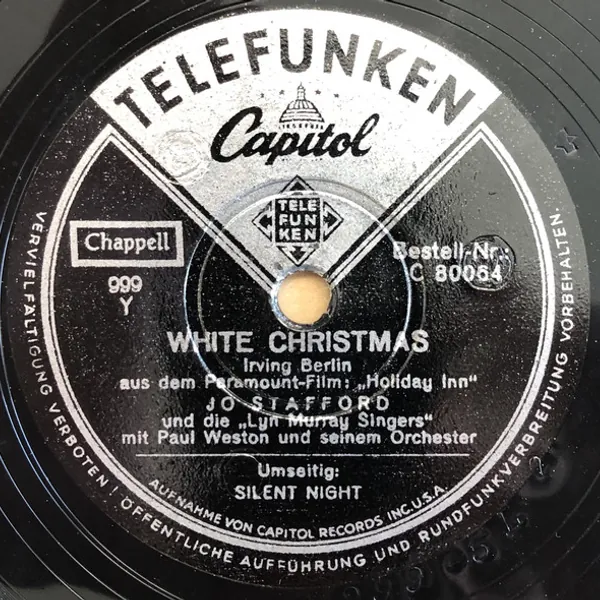 TELEFUNKEN
Capitol
TELE
FUN
KEN
Chappell
999
Y
Bestell-Nr.:
C 80064
WHITE CHRISTMAS
Irving Berlin
aus dem Paramount-Film: „Holiday Inn“
JO STAFFORD
und die „Lyn Murray Singers“
mit Paul Weston und seinem Orchester
Umseitig:
SILENT NIGHT
AUFNAHME VON CAPITOL RECORDS INC. U.S.A.
VERVIELFÄLTIGUNG VERBOTEN! ÖFFENTLICHE AUFFÜHRUNG UND RUNDFUNKVERBREITUNG VORBEHALTEN.